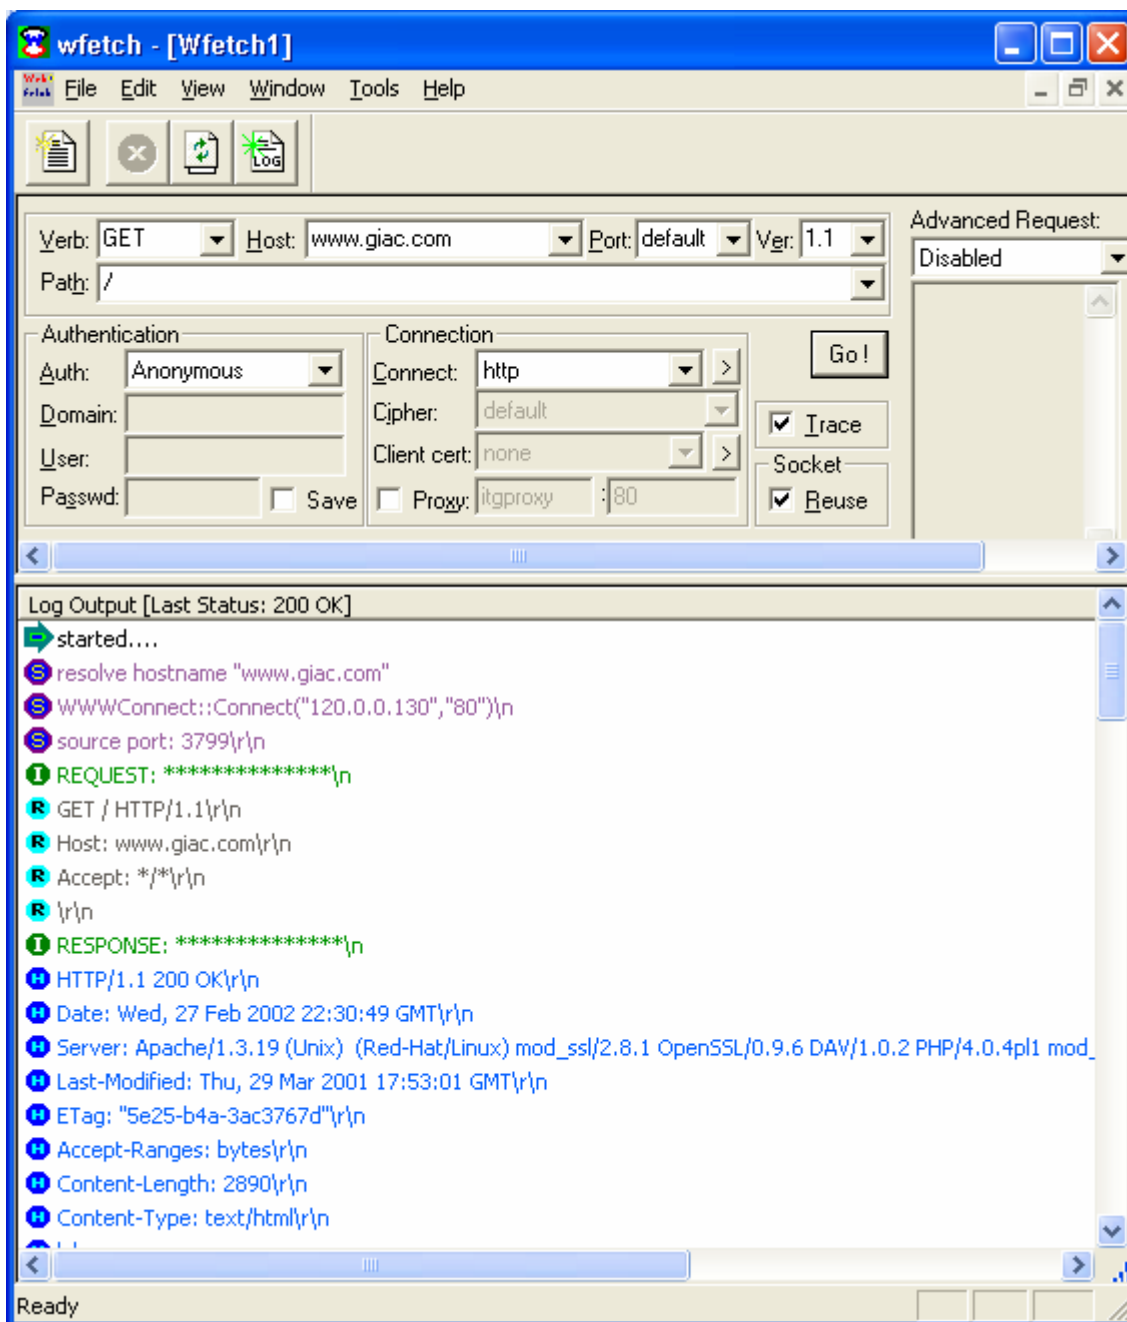 wfetch - [Wfetch1]
File Edit View Window Tools Help
LOG
Advanced Request:
Verb: GET Host: www.giac.com Port: default Ver: 1.1
Disabled
Path: /
Authentication Connection
Go!
Auth: Anonymous Connect: http >
Domain: Cipher: default
Trace
User: Client cert: none >
Socket
Passwd: Save Proxy: itgproxy : 80 Reuse
Log Output [Last Status: 200 OK]
started....
S resolve hostname "www.giac.com"
S WWWConnect::Connect("120.0.0.130","80")\n
S source port: 3799\r\n
I REQUEST: **************\n
R GET / HTTP/1.1\r\n
R Host: www.giac.com\r\n
R Accept: */*\r\n
R \r\n
I RESPONSE: **************\n
H HTTP/1.1 200 OK\r\n
H Date: Wed, 27 Feb 2002 22:30:49 GMT\r\n
H Server: Apache/1.3.19 (Unix)  (Red-Hat/Linux) mod_ssl/2.8.1 OpenSSL/0.9.6 DAV/1.0.2 PHP/4.0.4pl1 mod_
H Last-Modified: Thu, 29 Mar 2001 17:53:01 GMT\r\n
H ETag: "5e25-b4a-3ac3767d"\r\n
H Accept-Ranges: bytes\r\n
H Content-Length: 2890\r\n
H Content-Type: text/html\r\n
Ready